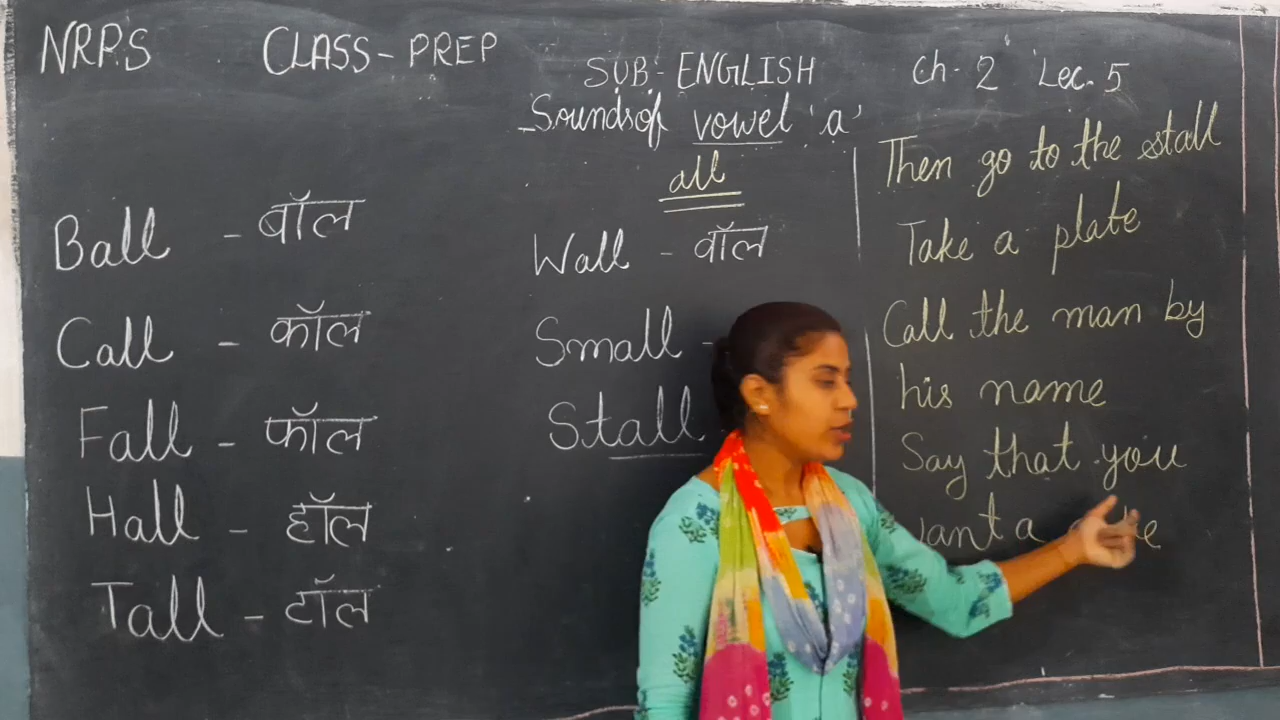 NRPS CLASS-PREP
SUB-ENGLISH Ch-2 Lec. 5
Sounds of vowel 'a'
all
Ball - बॉल
Call - कॉल
Fall - फॉल
Hall - हॉल
Tall - टॉल
Wall - वॉल
Small -
Stall
Then go to the stall
Take a plate
Call the man by
his name
Say that you
want a